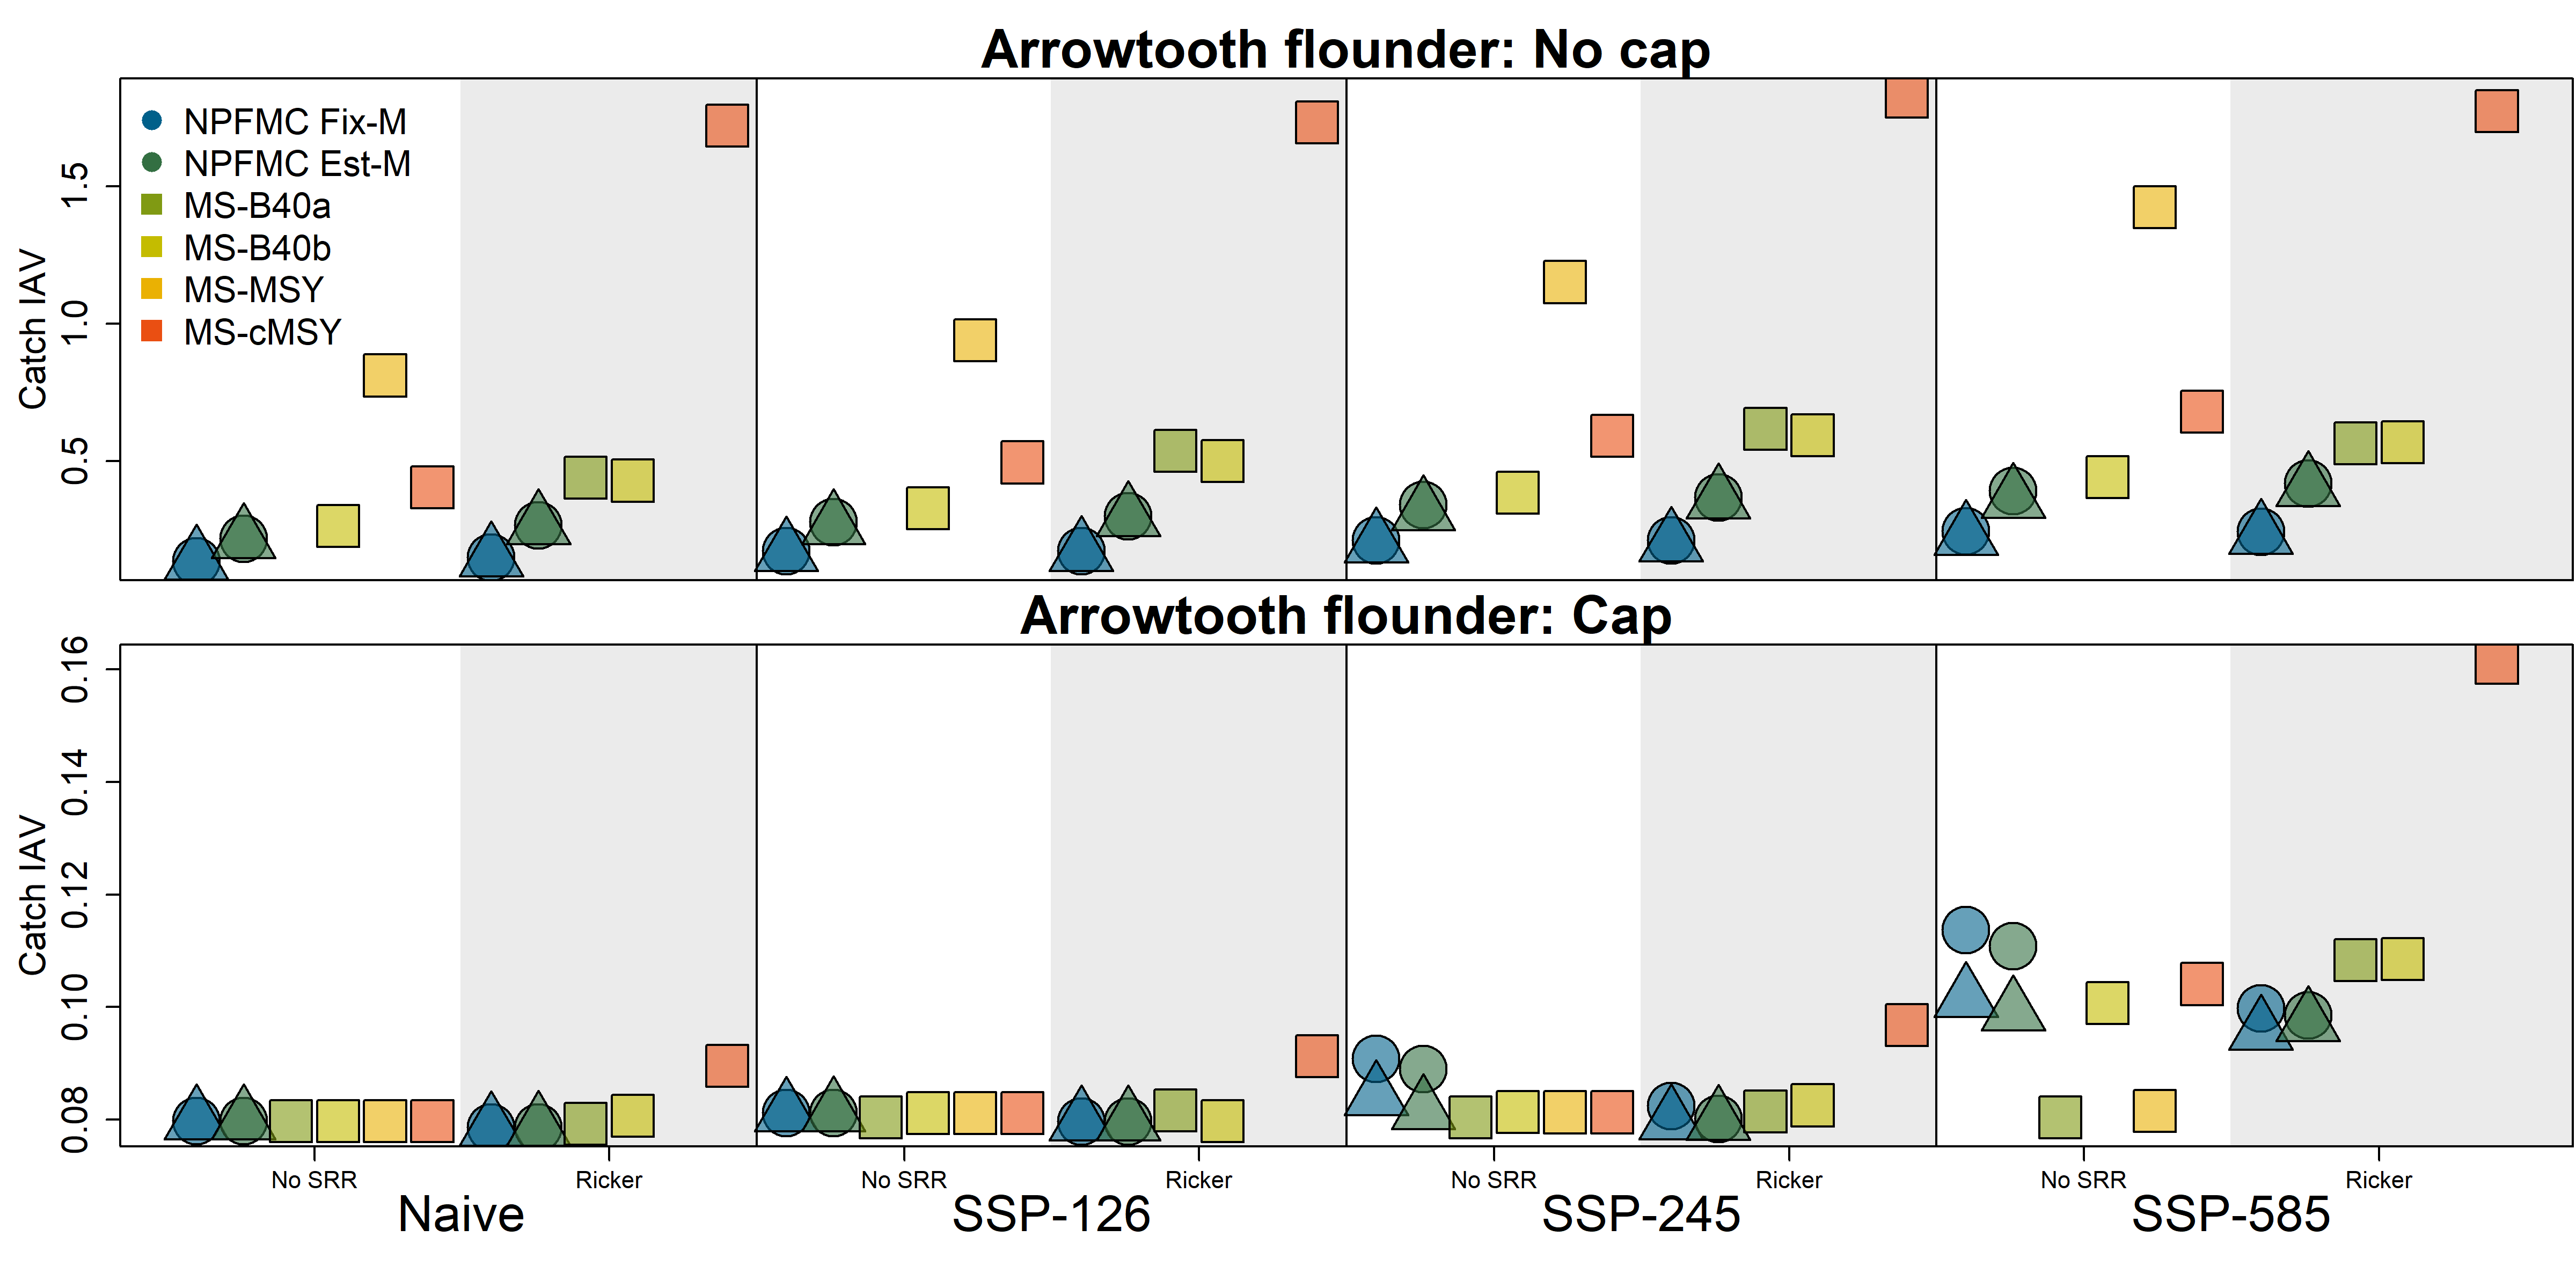 Arrowtooth flounder: No cap
NPFMC Fix-M
NPFMC Est-M
MS-B40a
MS-B40b
MS-MSY
MS-cMSY
Catch IAV
1.5
1.0
0.5
Arrowtooth flounder: Cap
Catch IAV
0.16
0.14
0.12
0.10
0.08
No SRR Ricker No SRR Ricker No SRR Ricker No SRR Ricker
Naive SSP-126 SSP-245 SSP-585